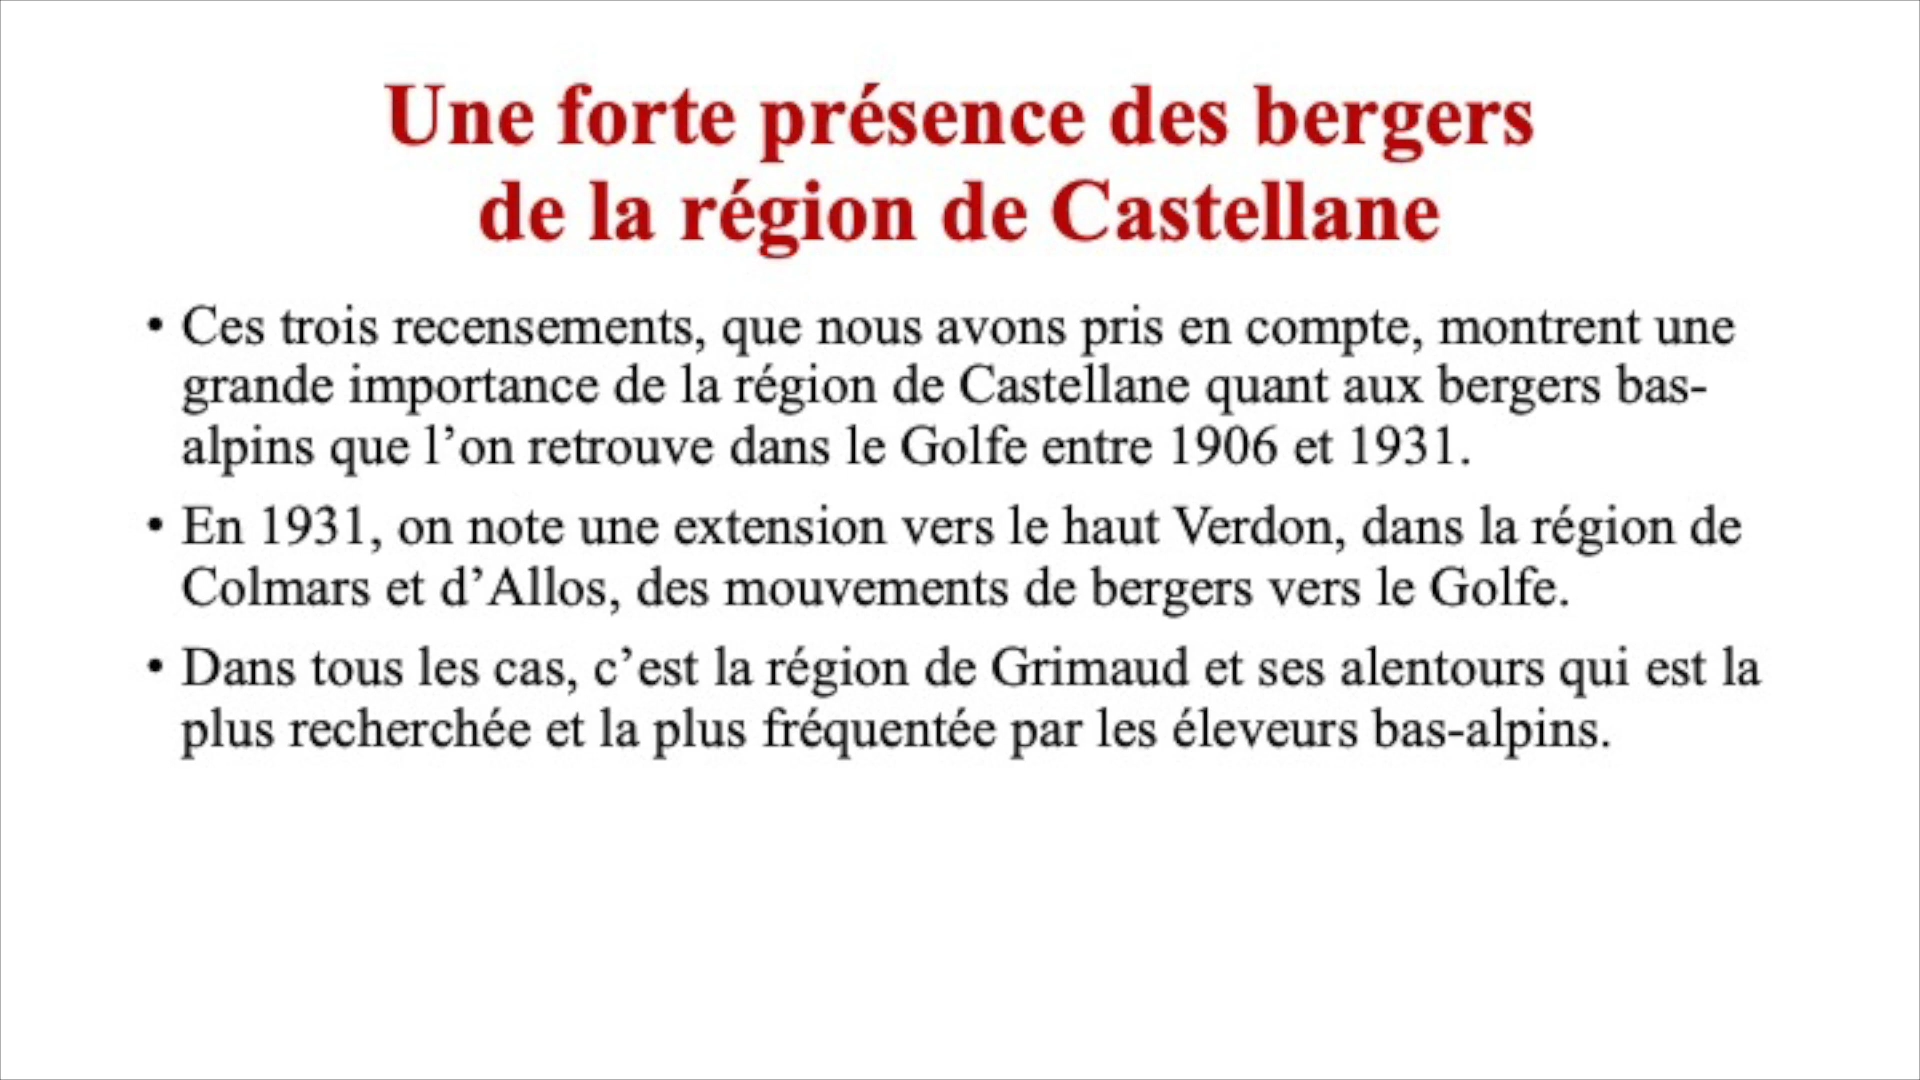 Une forte présence des bergers
de la région de Castellane
• Ces trois recensements, que nous avons pris en compte, montrent une
grande importance de la région de Castellane quant aux bergers bas-
alpins que l’on retrouve dans le Golfe entre 1906 et 1931.
• En 1931, on note une extension vers le haut Verdon, dans la région de
Colmars et d’Allos, des mouvements de bergers vers le Golfe.
• Dans tous les cas, c’est la région de Grimaud et ses alentours qui est la
plus recherchée et la plus fréquentée par les éleveurs bas-alpins.